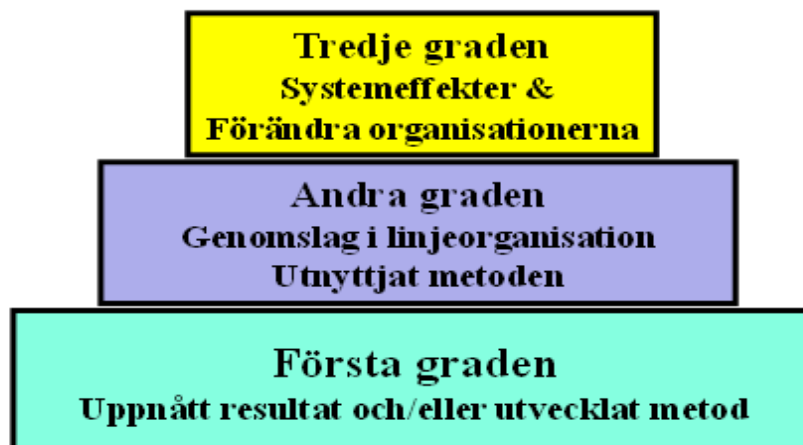 Tredje graden
Systemeffekter &
Förändra organisationerna
Andra graden
Genomslag i linjeorganisation
Utnyttjat metoden
Första graden
Uppnått resultat och/eller utvecklat metod